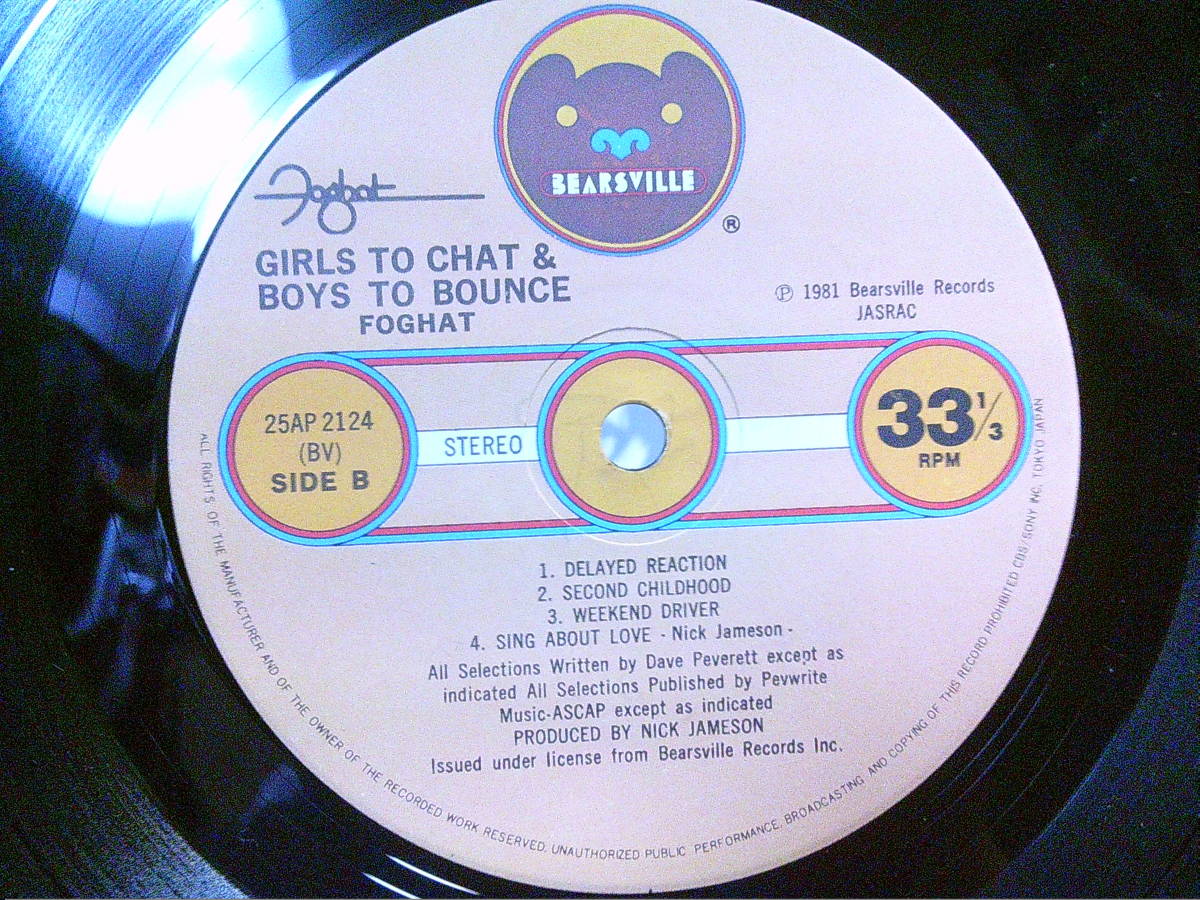 BEARSVILLE
®
Foghat
GIRLS TO CHAT &
BOYS TO BOUNCE
FOGHAT
Ⓟ 1981 Bearsville Records
JASRAC
25AP 2124
(BV)
SIDE B
STEREO
33 1/3
RPM
1. DELAYED REACTION
2. SECOND CHILDHOOD
3. WEEKEND DRIVER
4. SING ABOUT LOVE - Nick Jameson -
All Selections Written by Dave Peverett except as
indicated All Selections Published by Pevwrite
Music-ASCAP except as indicated
PRODUCED BY NICK JAMESON
Issued under license from Bearsville Records Inc.
ALL RIGHTS OF THE MANUFACTURER AND OF THE OWNER OF THE RECORDED WORK RESERVED. UNAUTHORIZED PUBLIC PERFORMANCE, BROADCASTING AND COPYING OF THIS RECORD PROHIBITED CBS/SONY INC. TOKYO JAPAN